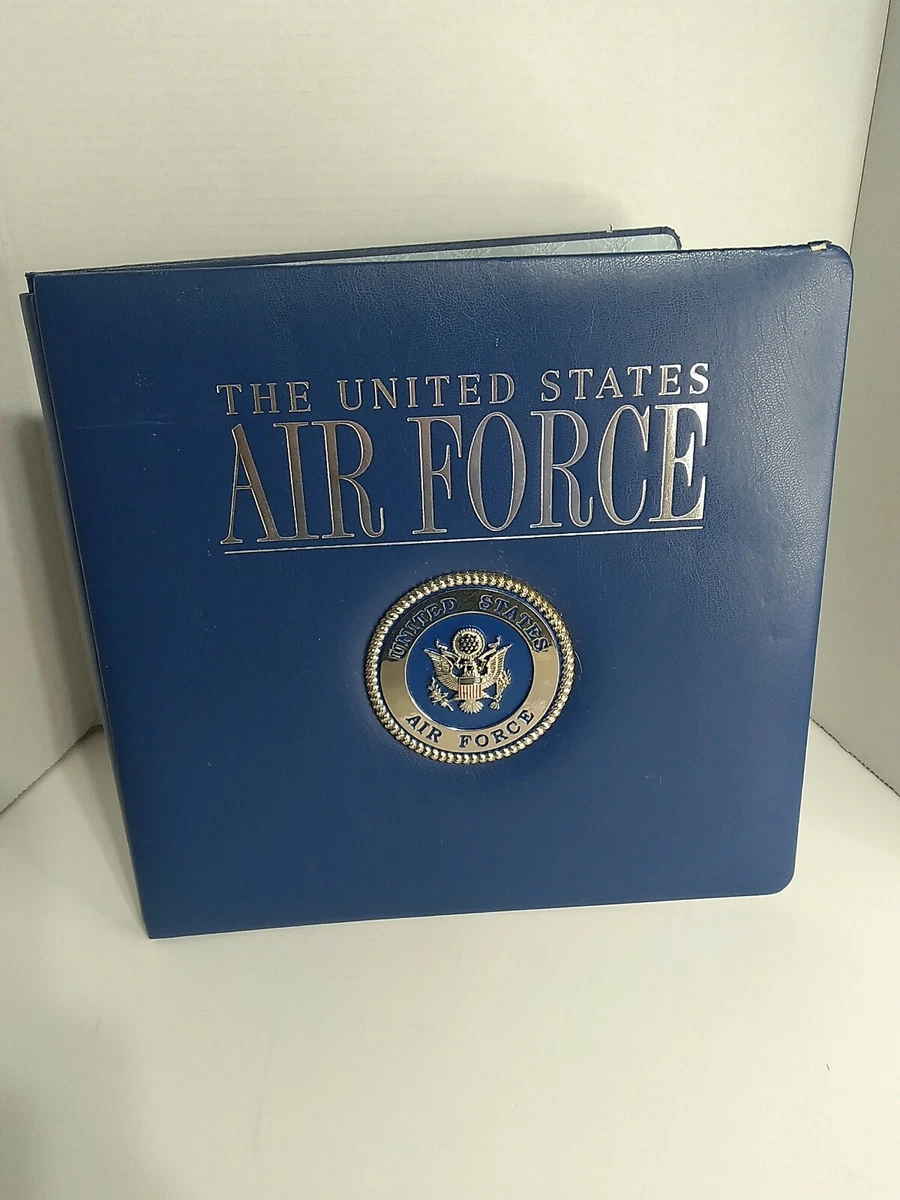 THE UNITED STATES
AIR FORCE
UNITED STATES
AIR FORCE